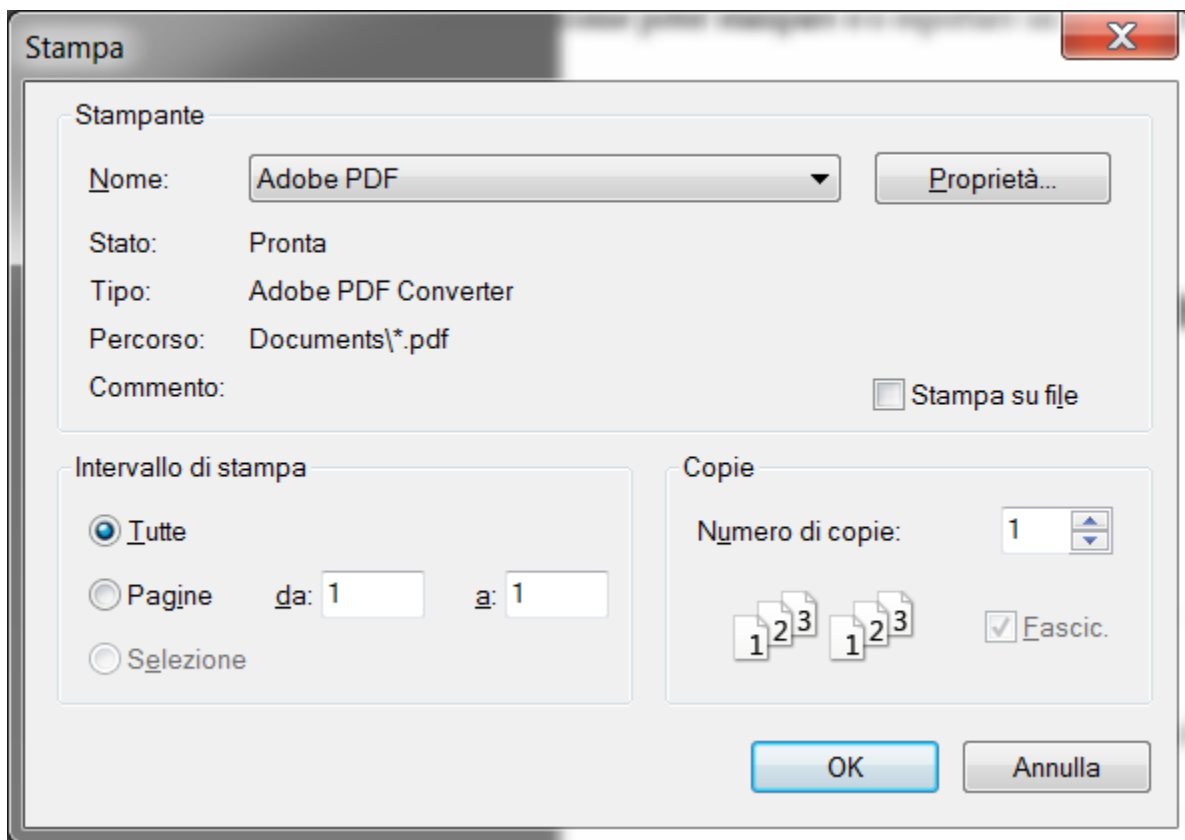 Stampa
X
Stampante
Nome: Adobe PDF Proprietà...
Stato: Pronta
Tipo: Adobe PDF Converter
Percorso: Documents\*.pdf
Commento: Stampa su file
Intervallo di stampa
Copie
Tutte
Numero di copie: 1
Pagine da: 1 a: 1
1 2 3 1 2 3
Fascic.
Selezione
OK Annulla